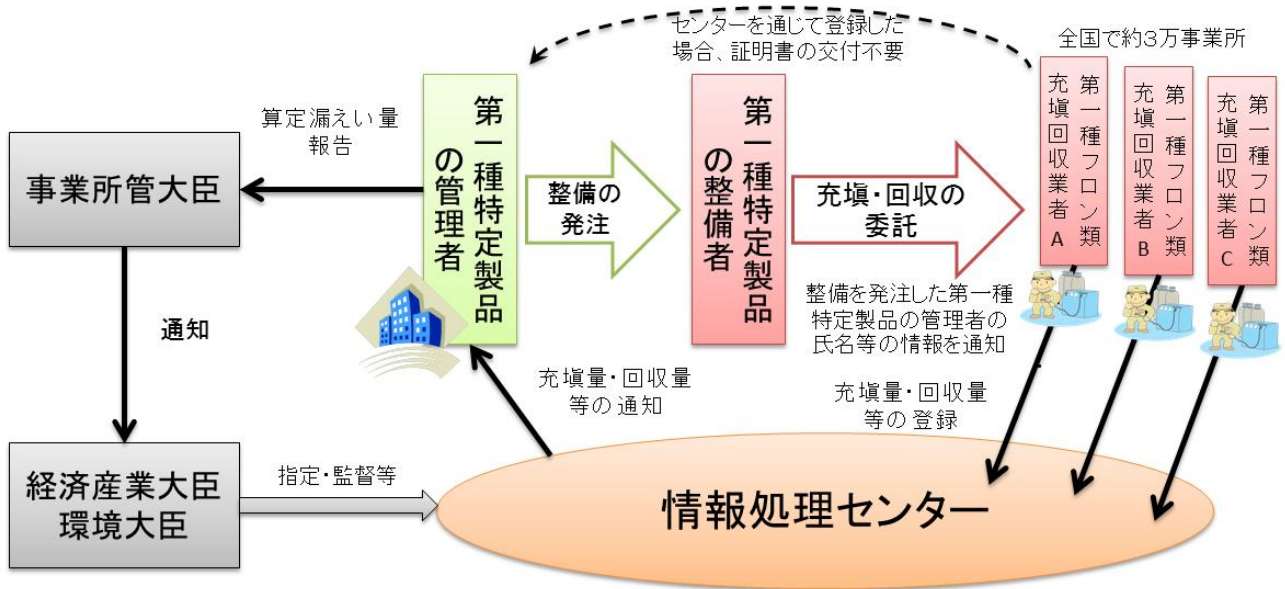 センターを通じて登録した
場合、証明書の交付不要
全国で約3万事業所
算定漏えい量
報告
事業所管大臣
第一種特定製品
の管理者
整備の
発注
第一種特定製品
の整備者
充塡・回収の
委託
第一種フロン類
充塡回収業者A
第一種フロン類
充塡回収業者B
第一種フロン類
充塡回収業者C
整備を発注した第一種
特定製品の管理者の
氏名等の情報を通知
通知
充塡量・回収量
等の通知
充塡量・回収量
等の登録
経済産業大臣
環境大臣
指定・監督等
情報処理センター